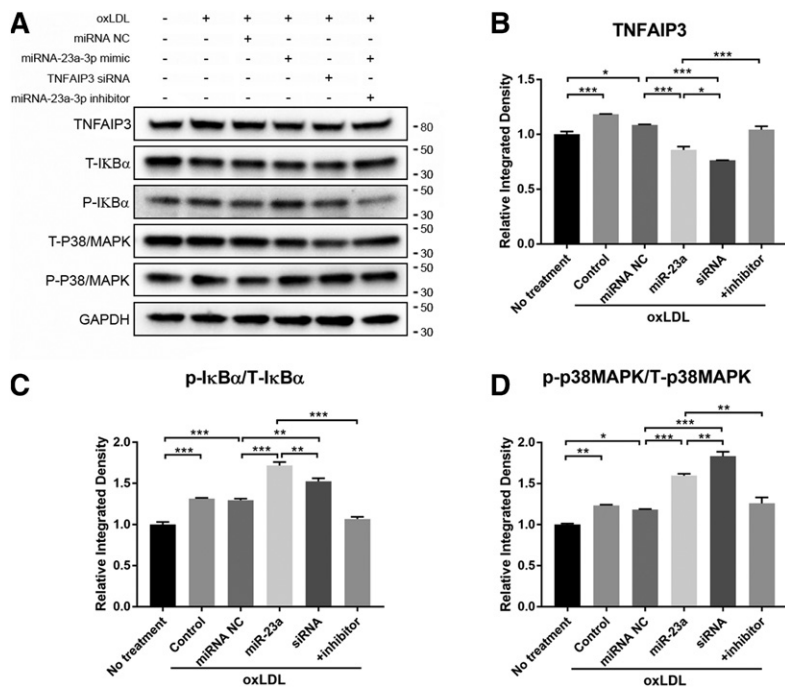 A
oxLDL - + + + + +
miRNA NC - - + - - -
miRNA-23a-3p mimic - - - + - +
TNFAIP3 siRNA - - - - + -
miRNA-23a-3p inhibitor - - - - - +
TNFAIP3
- 80
T-IKBα
- 50
- 30
P-IKBα
- 50
- 30
T-P38/MAPK
- 50
- 30
P-P38/MAPK
- 50
- 30
GAPDH
- 50
- 30
B
TNFAIP3
Relative Integrated Density
1.5
1.0
0.5
0.0
***
* ***
*** *** *
No treatment
Control
miRNA NC
miR-23a
siRNA
+inhibitor
oxLDL
C
p-IκBα/T-IκBα
Relative Integrated Density
2.0
1.5
1.0
0.5
0.0
***
*** **
*** *** **
No treatment
Control
miRNA NC
miR-23a
siRNA
+inhibitor
oxLDL
D
p-p38MAPK/T-p38MAPK
Relative Integrated Density
2.0
1.5
1.0
0.5
0.0
**
***
*
** *** **
No treatment
Control
miRNA NC
miR-23a
siRNA
+inhibitor
oxLDL